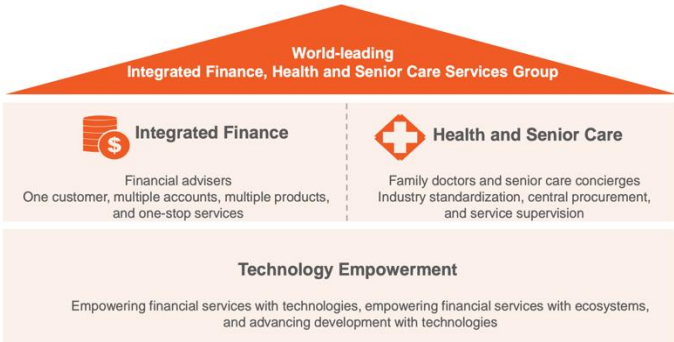 World-leading
Integrated Finance, Health and Senior Care Services Group
$
Integrated Finance
Financial advisers
One customer, multiple accounts, multiple products,
and one-stop services
Health and Senior Care
Family doctors and senior care concierges
Industry standardization, central procurement,
and service supervision
Technology Empowerment
Empowering financial services with technologies, empowering financial services with ecosystems,
and advancing development with technologies